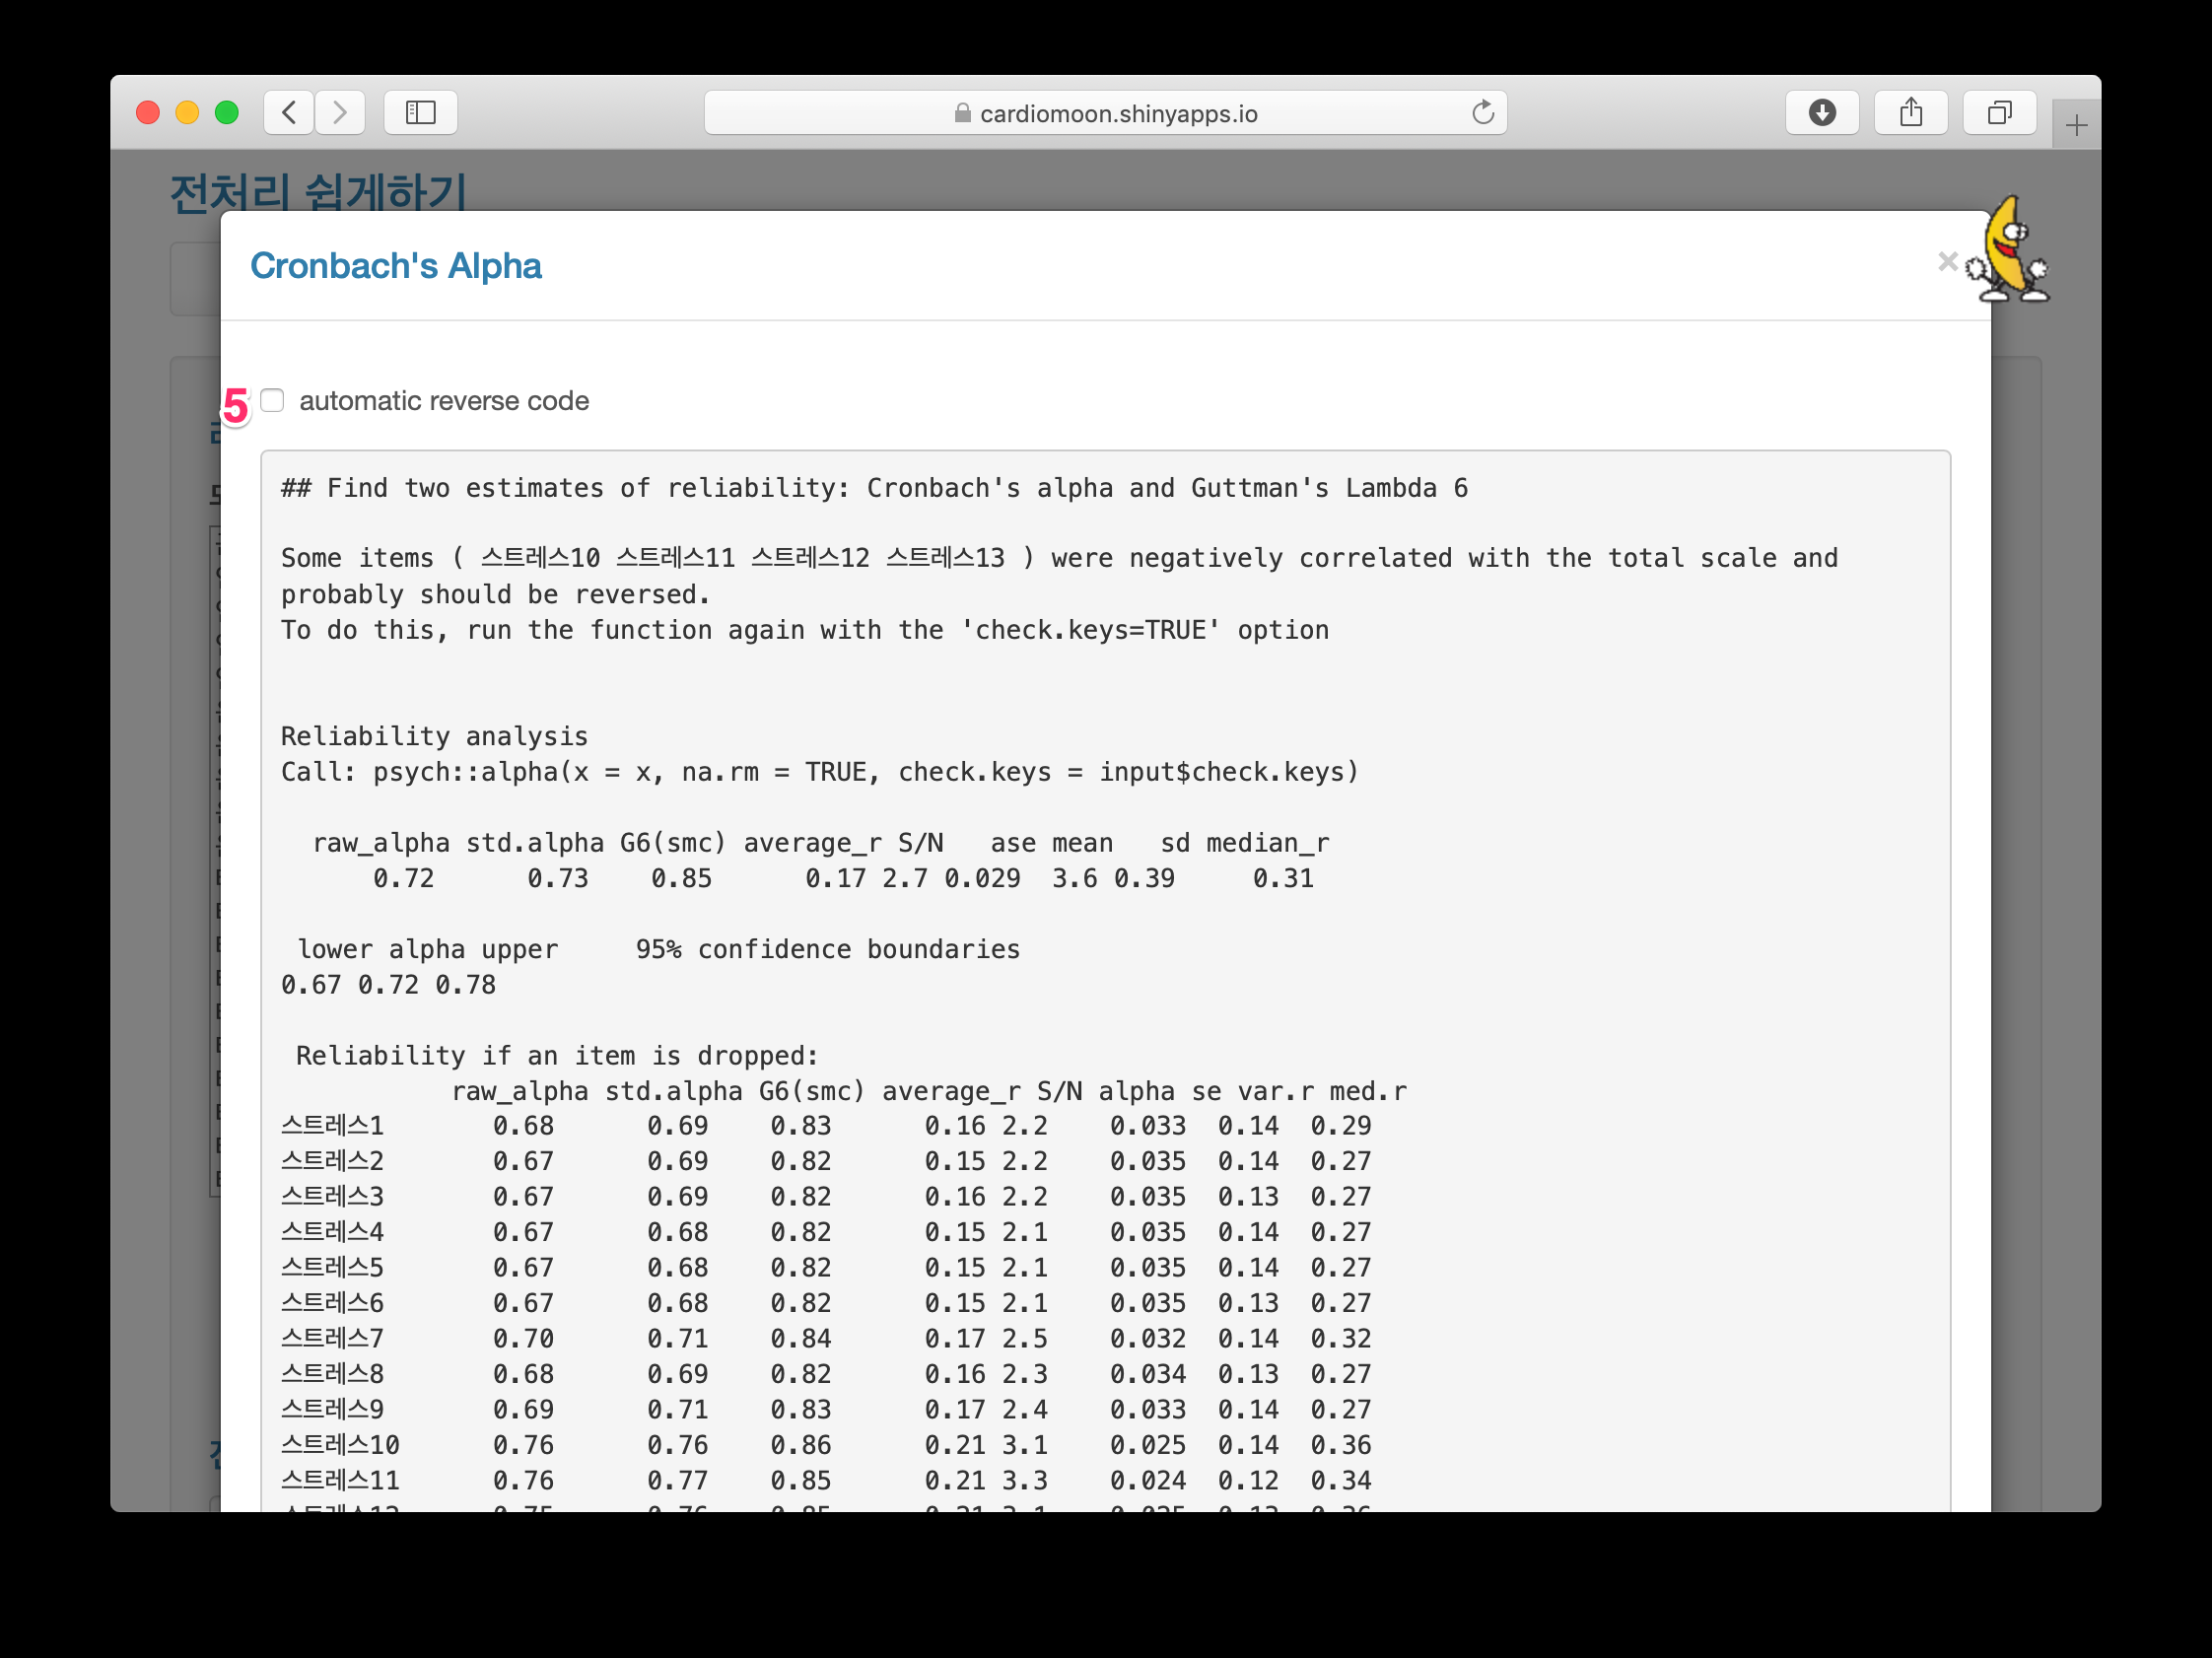 cardiomoon.shinyapps.io
전처리 쉽게하기
Cronbach's Alpha
×
5 automatic reverse code
## Find two estimates of reliability: Cronbach's alpha and Guttman's Lambda 6
Some items ( 스트레스10 스트레스11 스트레스12 스트레스13 ) were negatively correlated with the total scale and
probably should be reversed.
To do this, run the function again with the 'check.keys=TRUE' option
Reliability analysis
Call: psych::alpha(x = x, na.rm = TRUE, check.keys = input$check.keys)
raw_alpha std.alpha G6(smc) average_r S/N ase mean sd median_r
0.72 0.73 0.85 0.17 2.7 0.029 3.6 0.39 0.31
lower alpha upper 95% confidence boundaries
0.67 0.72 0.78
Reliability if an item is dropped:
raw_alpha std.alpha G6(smc) average_r S/N alpha se var.r med.r
스트레스1 0.68 0.69 0.83 0.16 2.2 0.033 0.14 0.29
스트레스2 0.67 0.69 0.82 0.15 2.2 0.035 0.14 0.27
스트레스3 0.67 0.69 0.82 0.16 2.2 0.035 0.13 0.27
스트레스4 0.67 0.68 0.82 0.15 2.1 0.035 0.14 0.27
스트레스5 0.67 0.68 0.82 0.15 2.1 0.035 0.14 0.27
스트레스6 0.67 0.68 0.82 0.15 2.1 0.035 0.13 0.27
스트레스7 0.70 0.71 0.84 0.17 2.5 0.032 0.14 0.32
스트레스8 0.68 0.69 0.82 0.16 2.3 0.034 0.13 0.27
스트레스9 0.69 0.71 0.83 0.17 2.4 0.033 0.14 0.27
스트레스10 0.76 0.76 0.86 0.21 3.1 0.025 0.14 0.36
스트레스11 0.76 0.77 0.85 0.21 3.3 0.024 0.12 0.34